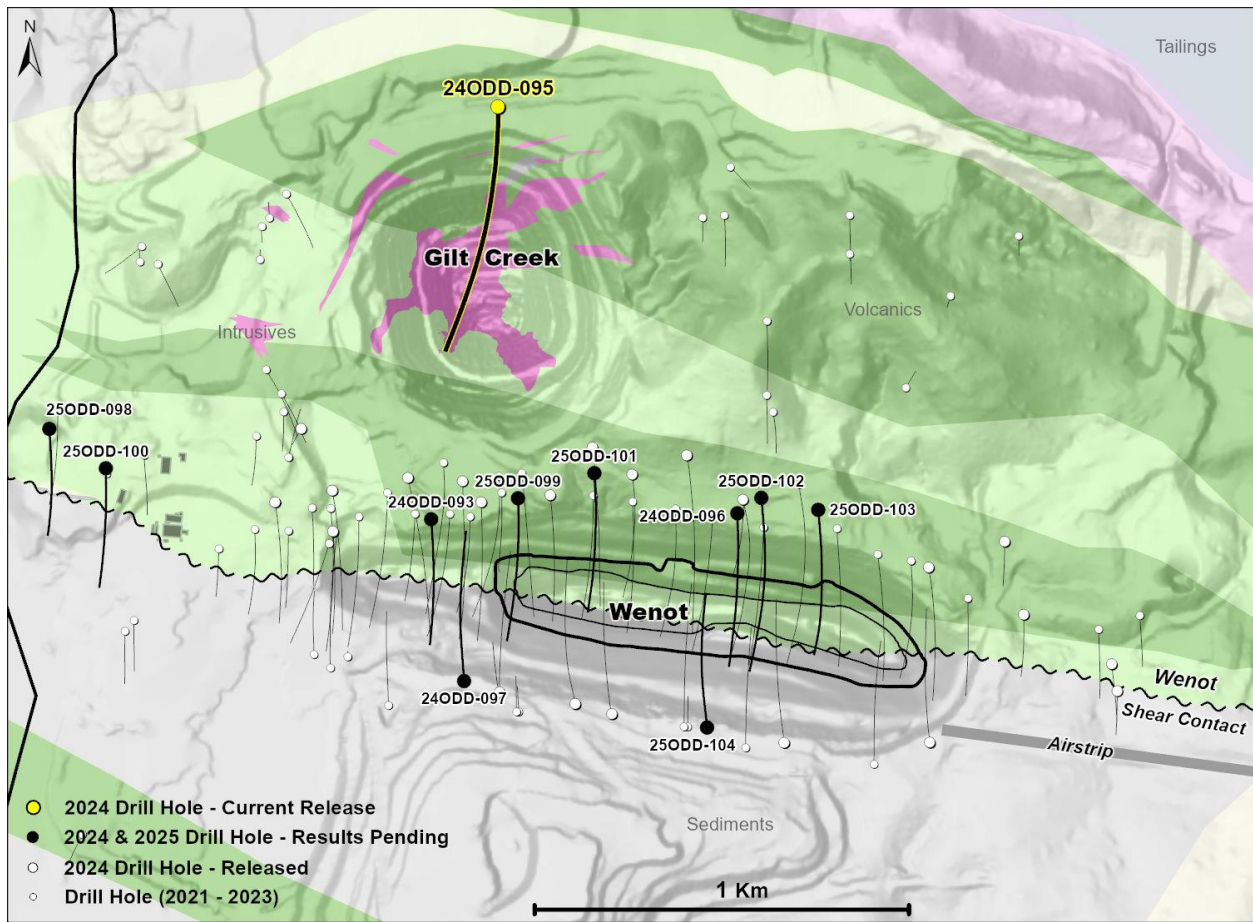 N
Tailings
24ODD-095
Gilt Creek
Volcanics
Intrusives
25ODD-098
25ODD-100
25ODD-101
25ODD-099
25ODD-102
24ODD-093
24ODD-096
25ODD-103
Wenot
Wenot
Shear Contact
24ODD-097
25ODD-104
Airstrip
Sediments
2024 Drill Hole - Current Release
2024 & 2025 Drill Hole - Results Pending
2024 Drill Hole - Released
Drill Hole (2021 - 2023)
1 Km